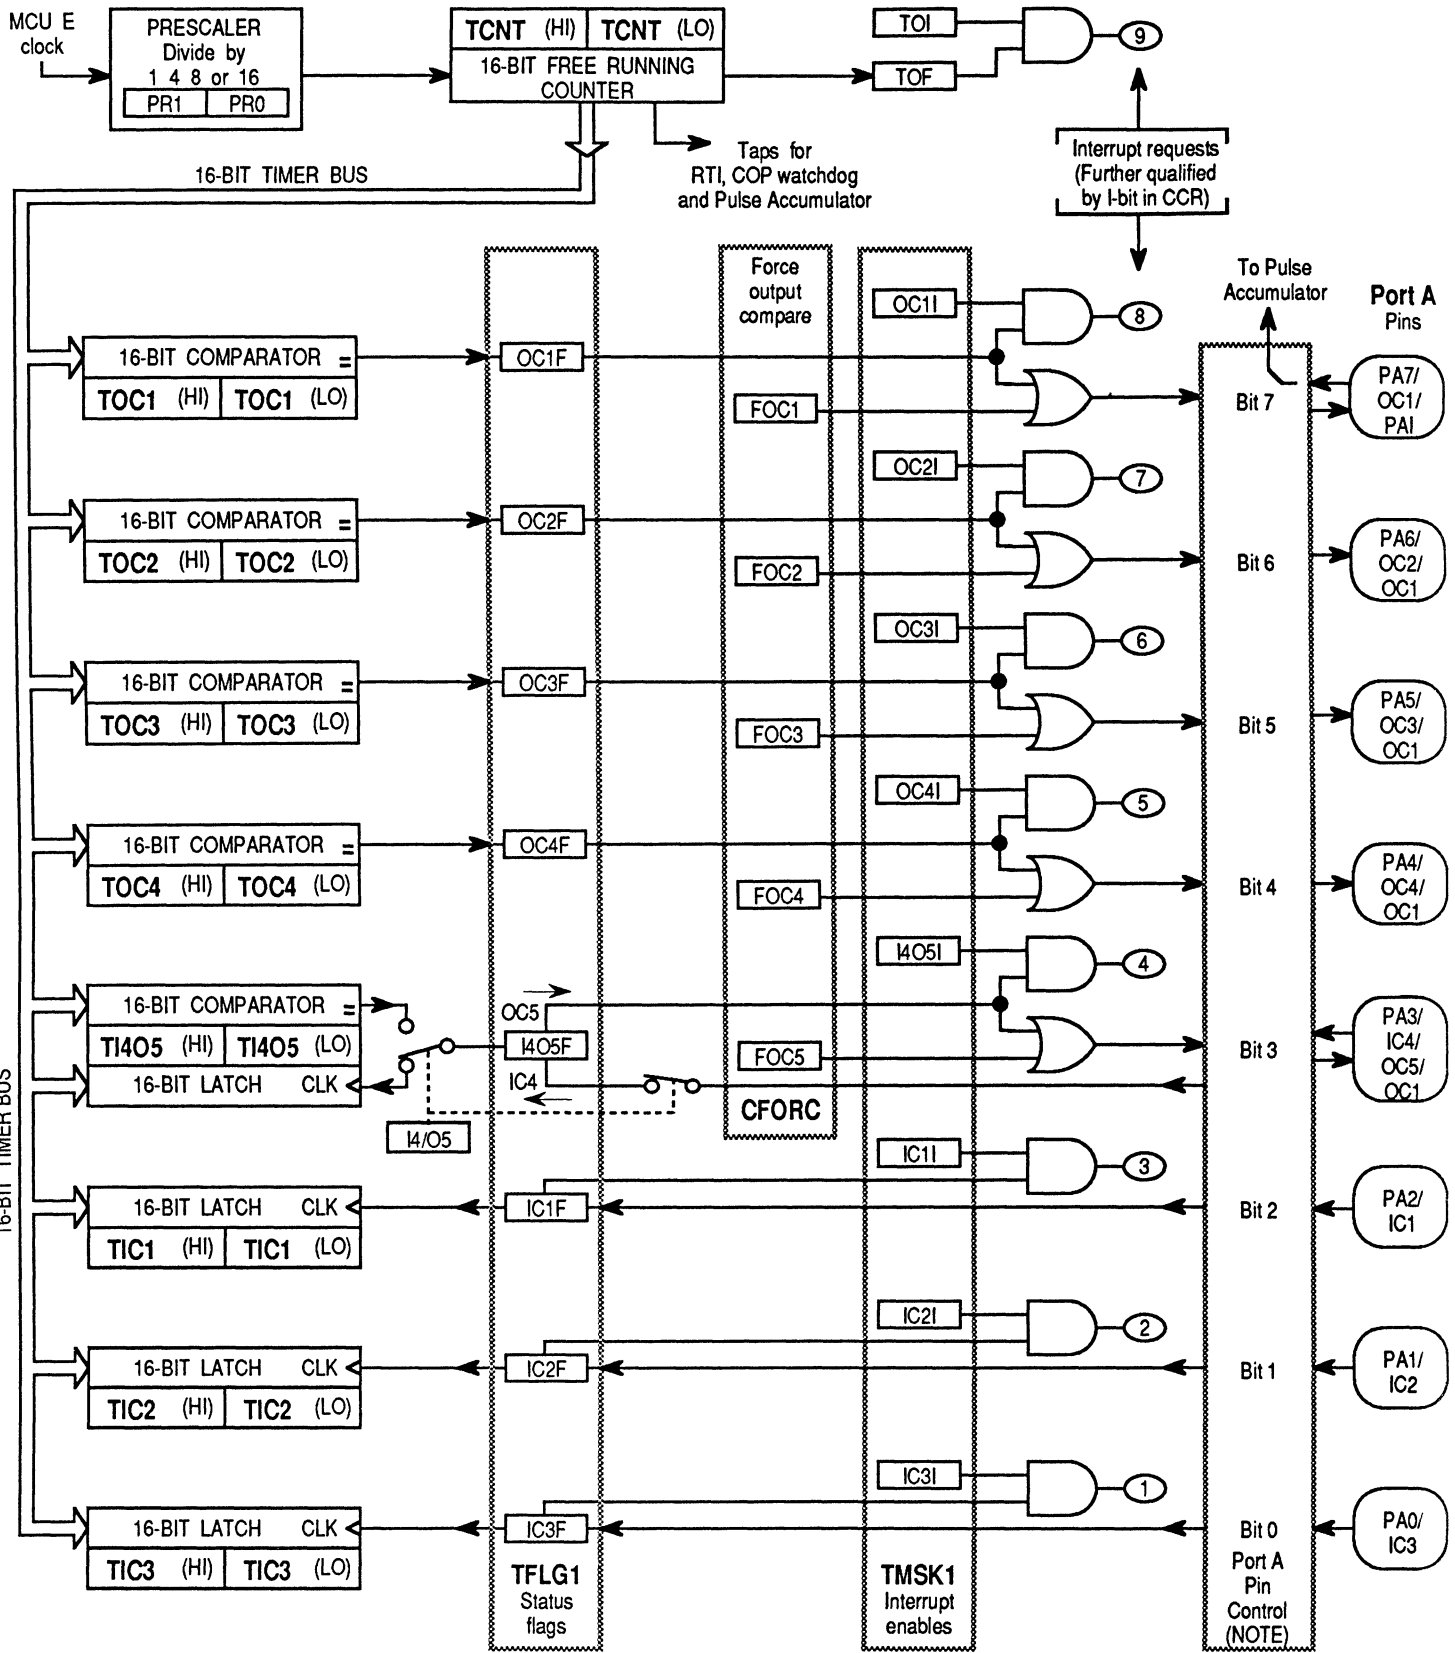 MCU E
clock
PRESCALER
Divide by
1 4 8 or 16
PR1 PR0
TCNT (HI) TCNT (LO)
16-BIT FREE RUNNING
COUNTER
TOI
TOF
9
16-BIT TIMER BUS
Taps for
RTI, COP watchdog
and Pulse Accumulator
Interrupt requests
(Further qualified
by I-bit in CCR)
Force
output
compare
To Pulse
Accumulator
Port A
Pins
OC1I
8
16-BIT COMPARATOR =
TOC1 (HI) TOC1 (LO)
OC1F
FOC1
Bit 7
PA7/
OC1/
PAI
OC2I
7
16-BIT COMPARATOR =
TOC2 (HI) TOC2 (LO)
OC2F
FOC2
Bit 6
PA6/
OC2/
OC1
OC3I
6
16-BIT COMPARATOR =
TOC3 (HI) TOC3 (LO)
OC3F
FOC3
Bit 5
PA5/
OC3/
OC1
OC4I
5
16-BIT COMPARATOR =
TOC4 (HI) TOC4 (LO)
OC4F
FOC4
Bit 4
PA4/
OC4/
OC1
I4O5I
4
16-BIT COMPARATOR =
TI4O5 (HI) TI4O5 (LO)
16-BIT LATCH CLK
OC5
I4O5F
IC4
I4/O5
FOC5
CFORC
Bit 3
PA3/
IC4/
OC5/
OC1
16-BIT TIMER BUS
IC1I
3
16-BIT LATCH CLK
TIC1 (HI) TIC1 (LO)
IC1F
Bit 2
PA2/
IC1
IC2I
2
16-BIT LATCH CLK
TIC2 (HI) TIC2 (LO)
IC2F
Bit 1
PA1/
IC2
IC3I
1
16-BIT LATCH CLK
TIC3 (HI) TIC3 (LO)
IC3F
Bit 0
PA0/
IC3
TFLG1
Status
flags
TMSK1
Interrupt
enables
Port A
Pin
Control
(NOTE)